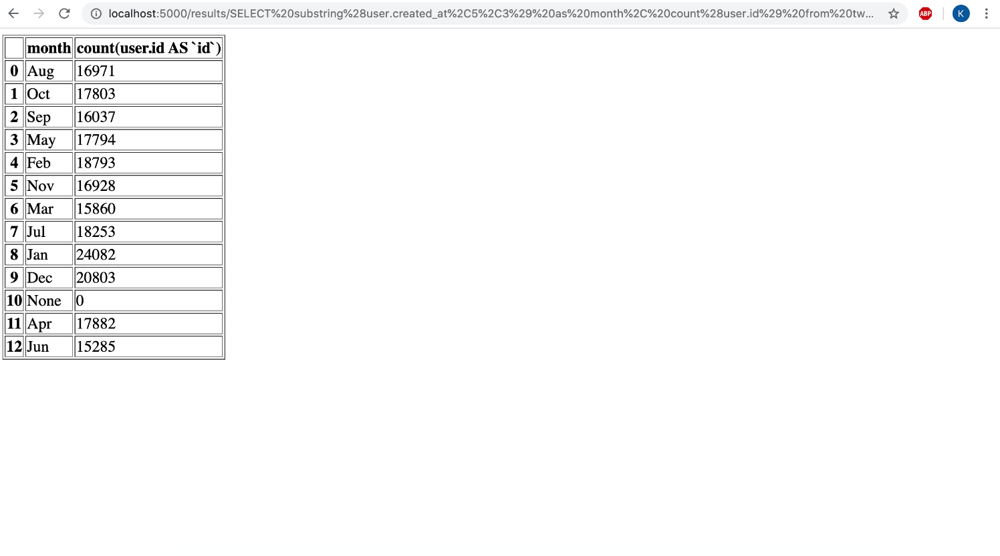 localhost:5000/results/SELECT%20substring%28user.created_at%2C5%2C3%29%20as%20month%2C%20count%28user.id%29%20from%20tw...
ABP
K
month count(user.id AS `id`)
0 Aug 16971
1 Oct 17803
2 Sep 16037
3 May 17794
4 Feb 18793
5 Nov 16928
6 Mar 15860
7 Jul 18253
8 Jan 24082
9 Dec 20803
10 None 0
11 Apr 17882
12 Jun 15285